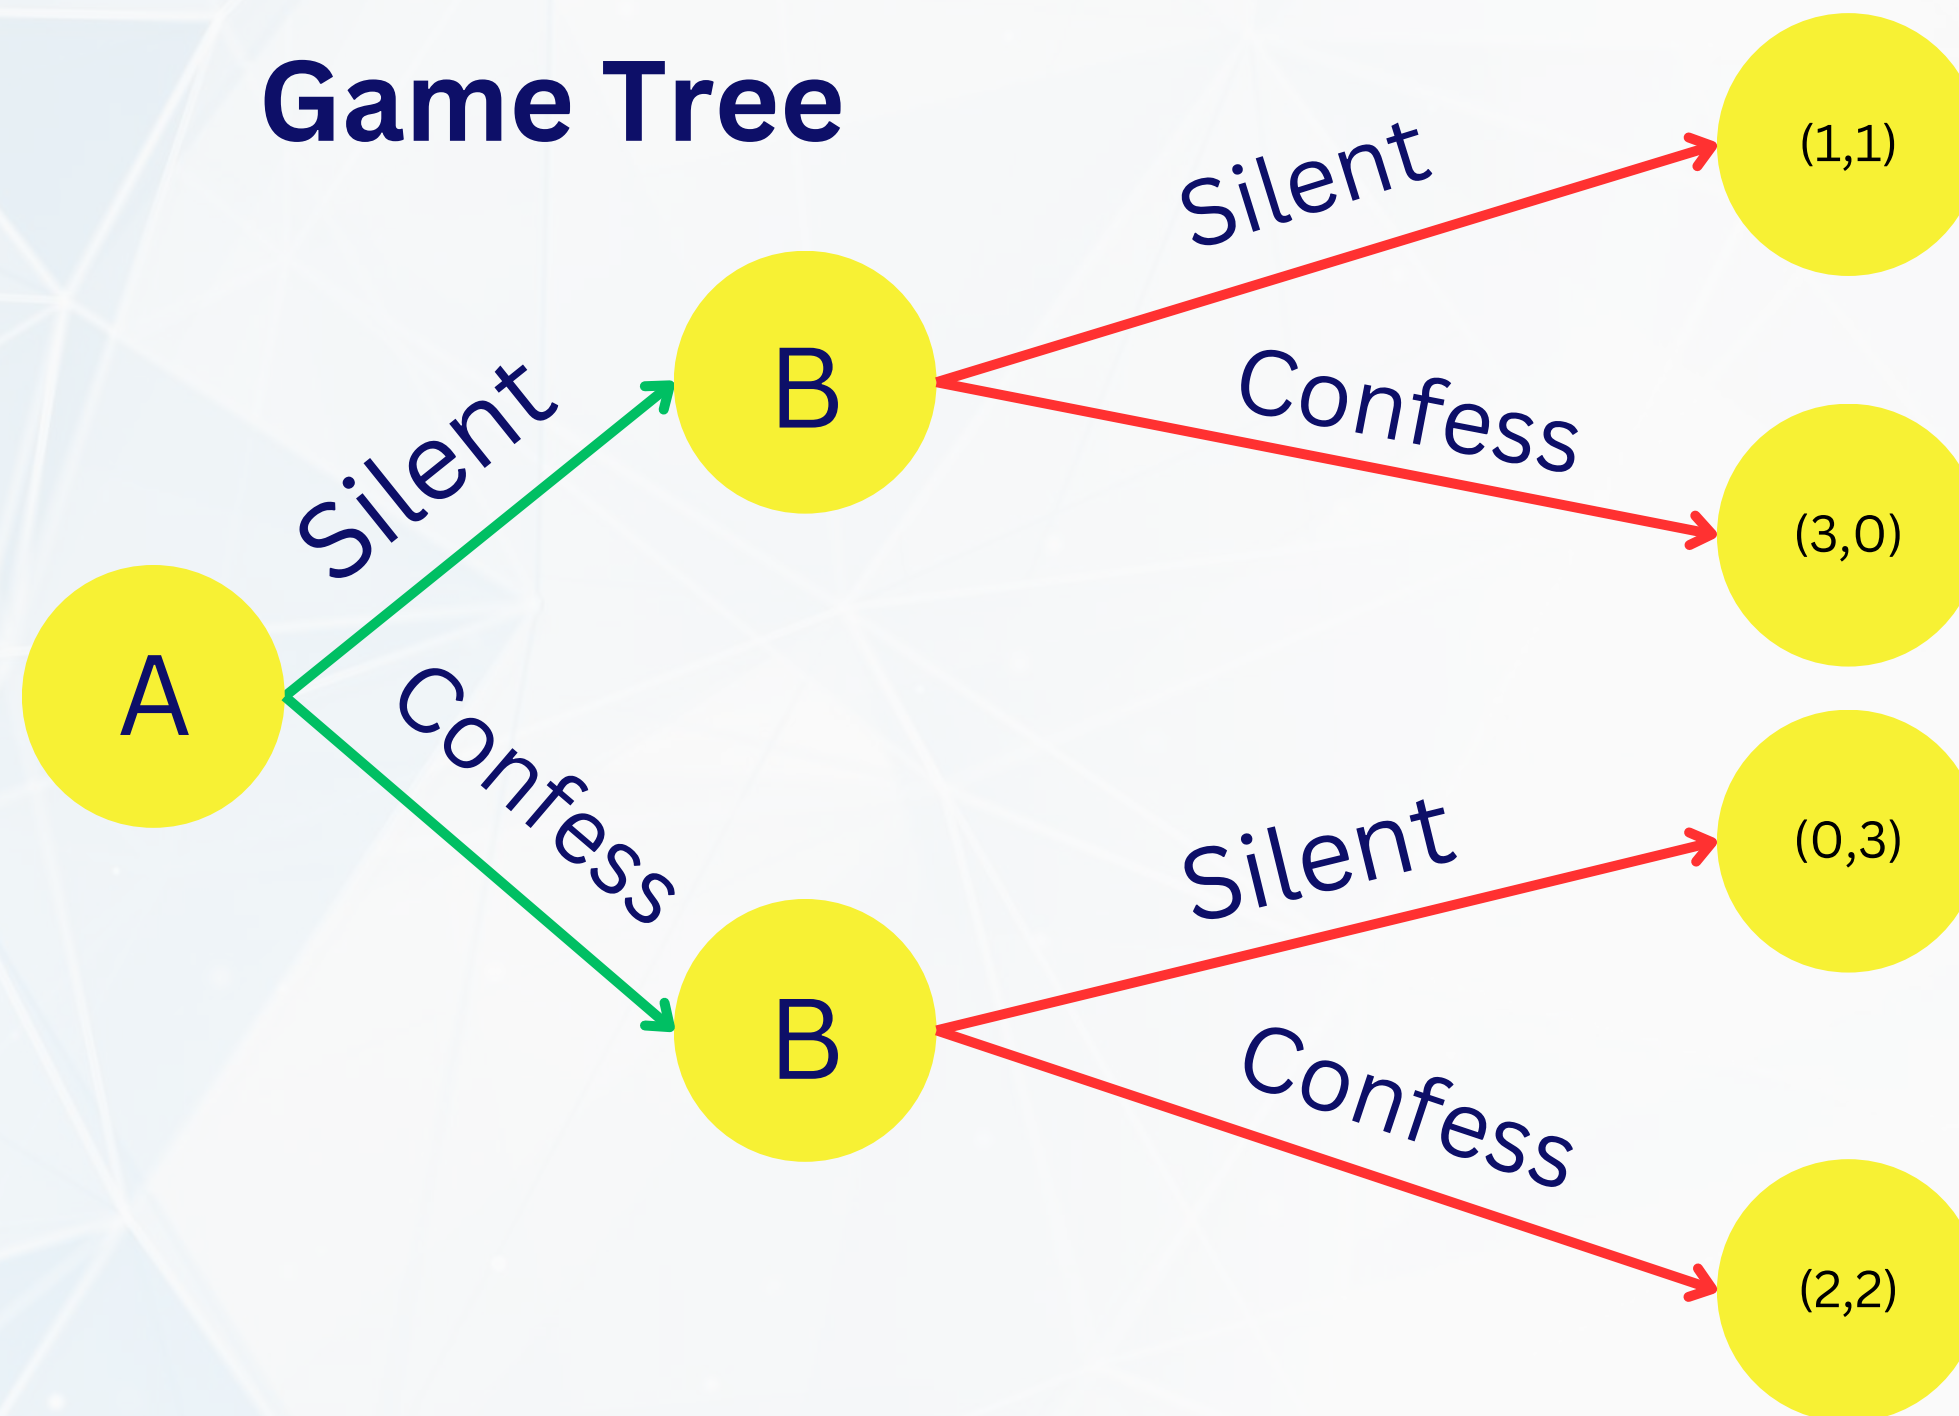 Game Tree
Silent
(1,1)
B
Confess
Silent
(3,0)
A
Confess
Silent
(0,3)
B
Confess
(2,2)